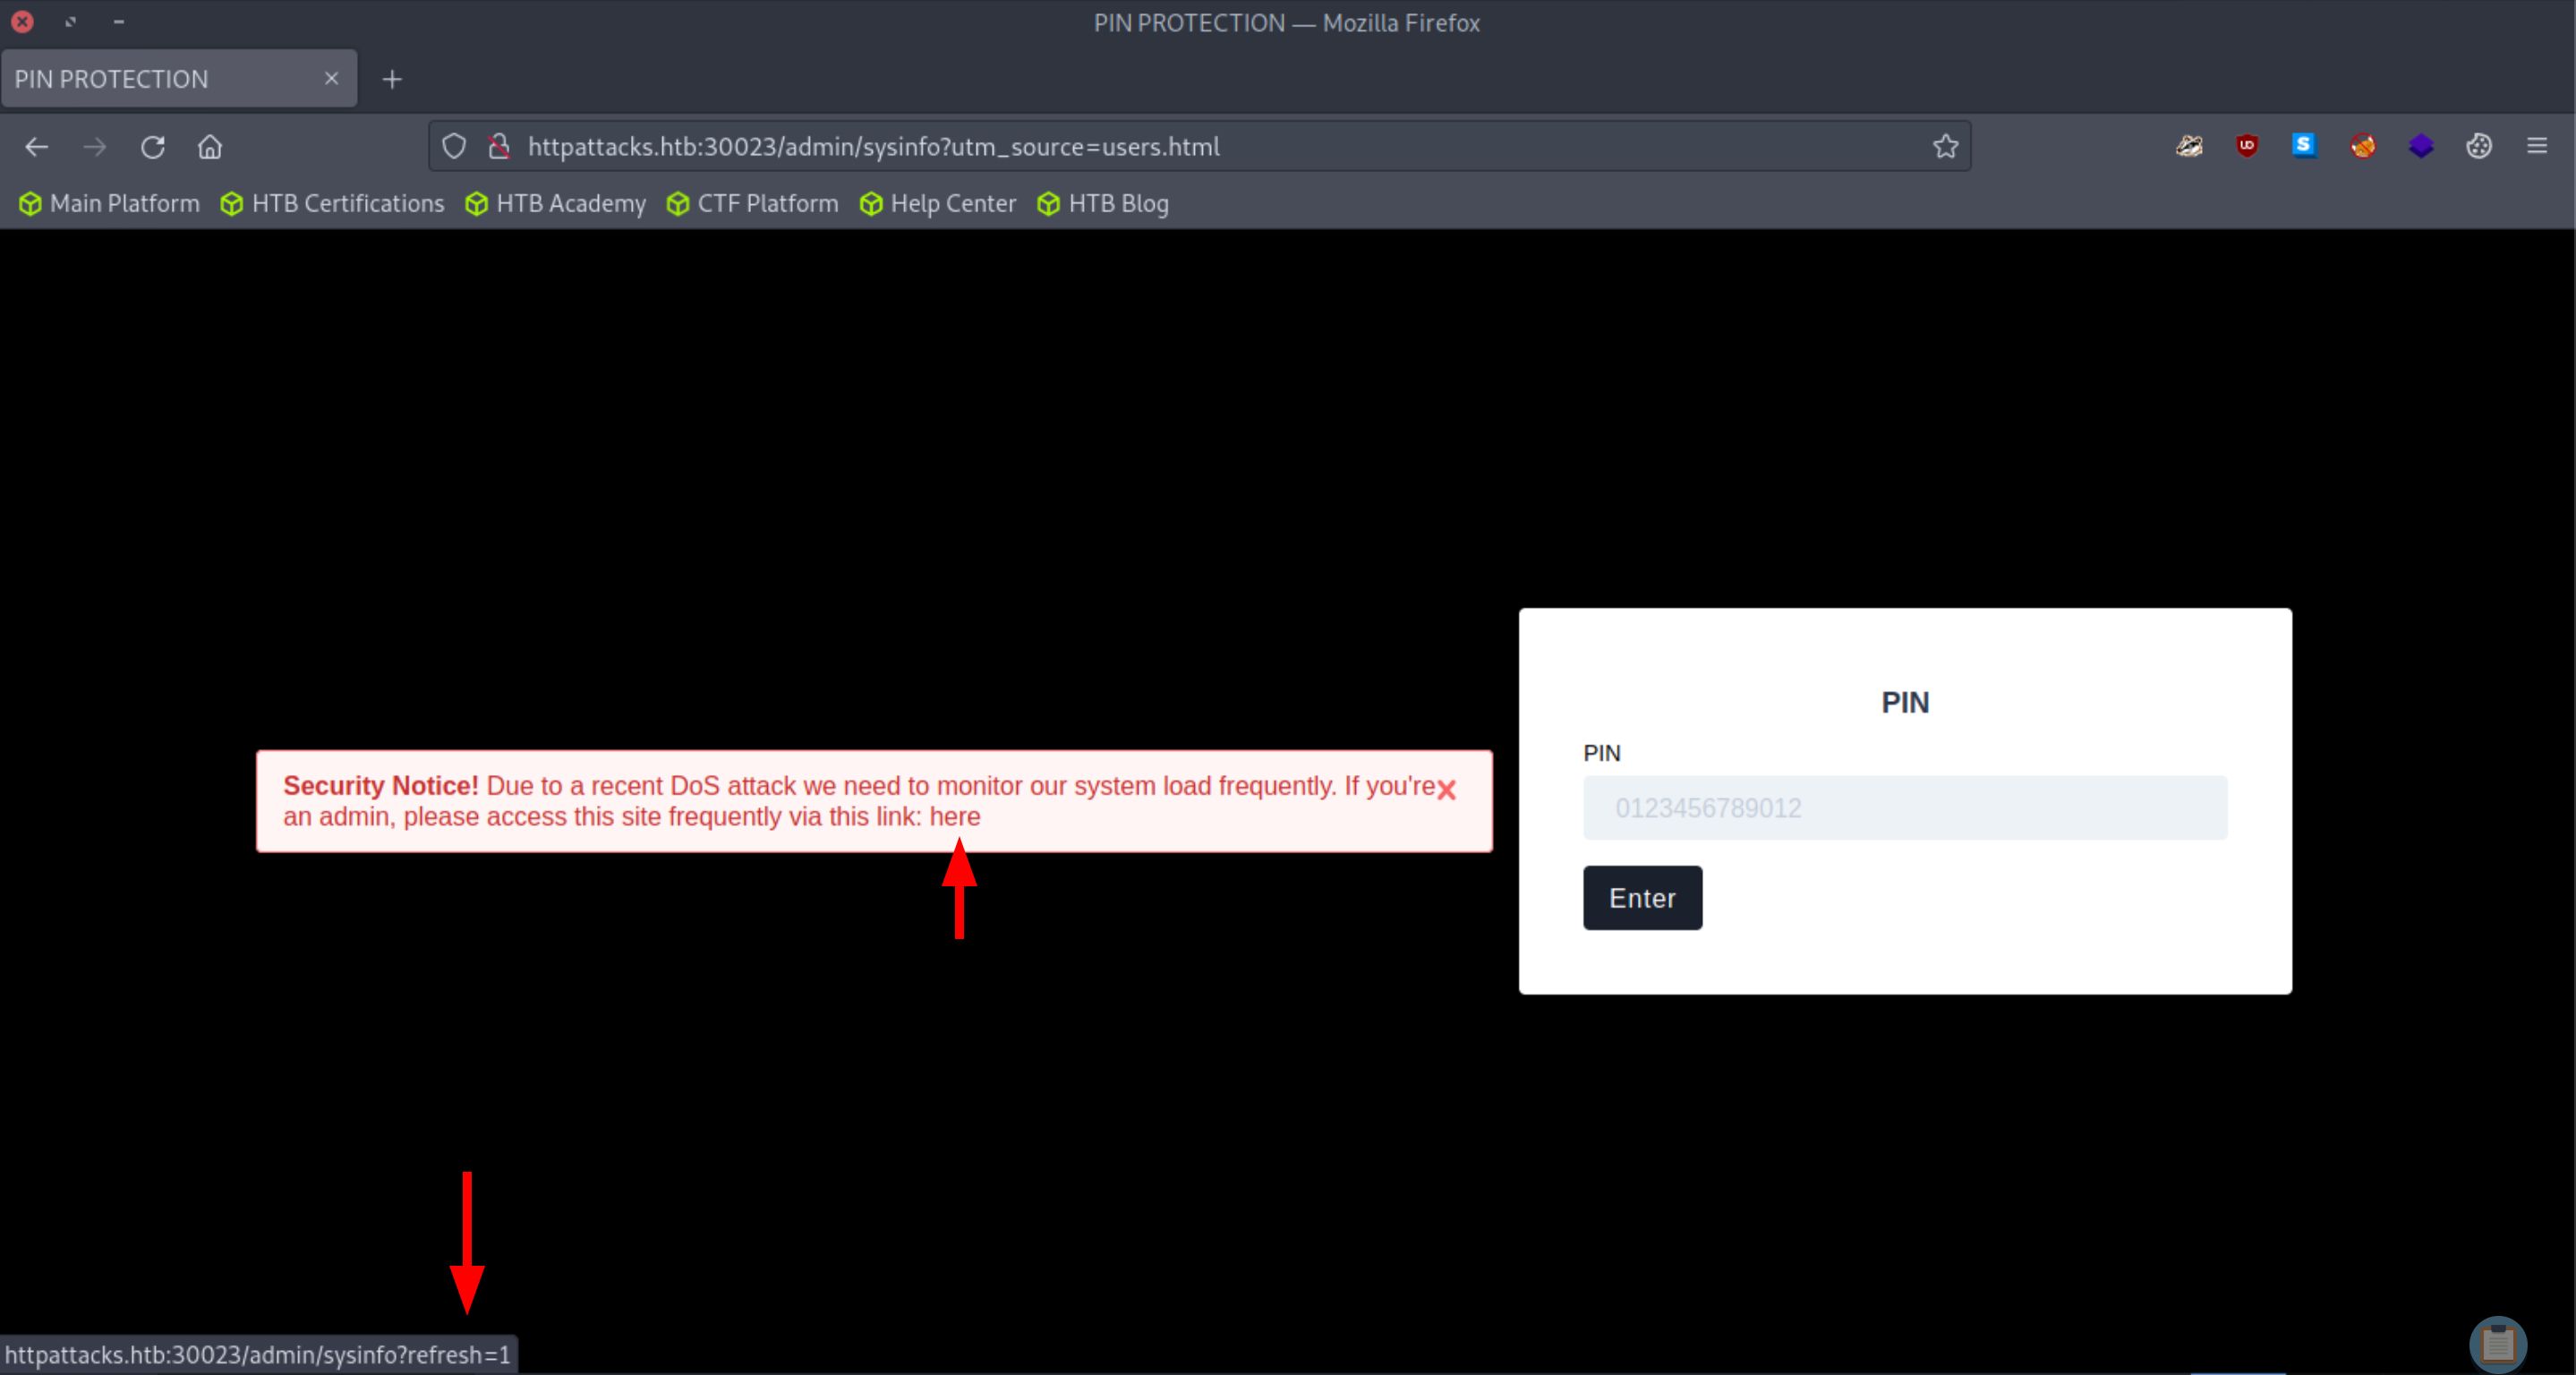 PIN PROTECTION — Mozilla Firefox
PIN PROTECTION
httpattacks.htb:30023/admin/sysinfo?utm_source=users.html
Main Platform HTB Certifications HTB Academy CTF Platform Help Center HTB Blog
PIN
PIN
Security Notice! Due to a recent DoS attack we need to monitor our system load frequently. If you're
an admin, please access this site frequently via this link: here
0123456789012
Enter
httpattacks.htb:30023/admin/sysinfo?refresh=1